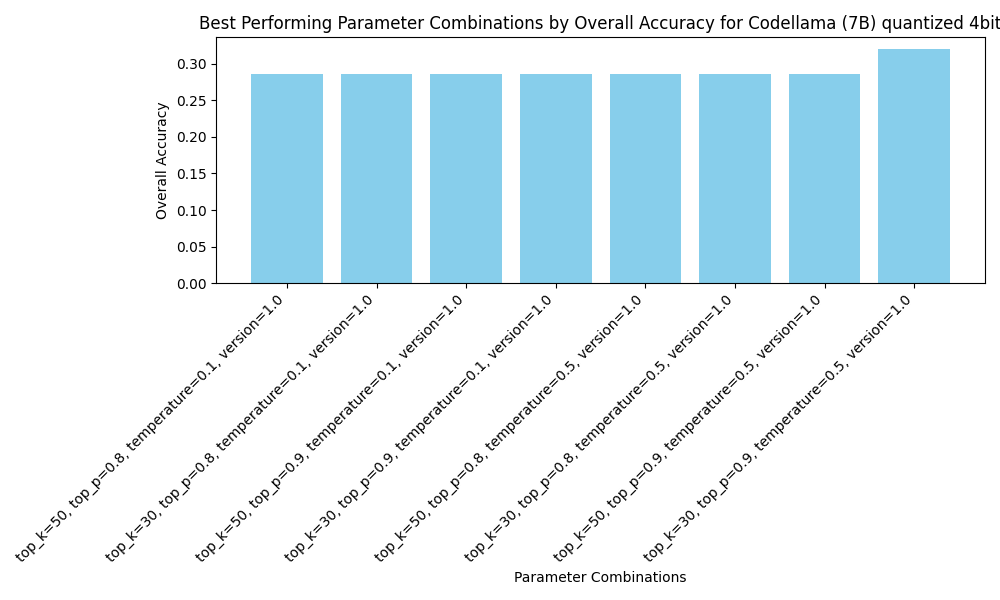 Best Performing Parameter Combinations by Overall Accuracy for Codellama (7B) quantized 4bit
Overall Accuracy
0.30
0.25
0.20
0.15
0.10
0.05
0.00
top_k=50, top_p=0.8, temperature=0.1, version=1.0
top_k=30, top_p=0.8, temperature=0.1, version=1.0
top_k=50, top_p=0.9, temperature=0.1, version=1.0
top_k=30, top_p=0.9, temperature=0.1, version=1.0
top_k=50, top_p=0.8, temperature=0.5, version=1.0
top_k=30, top_p=0.8, temperature=0.5, version=1.0
top_k=50, top_p=0.9, temperature=0.5, version=1.0
top_k=30, top_p=0.9, temperature=0.5, version=1.0
Parameter Combinations